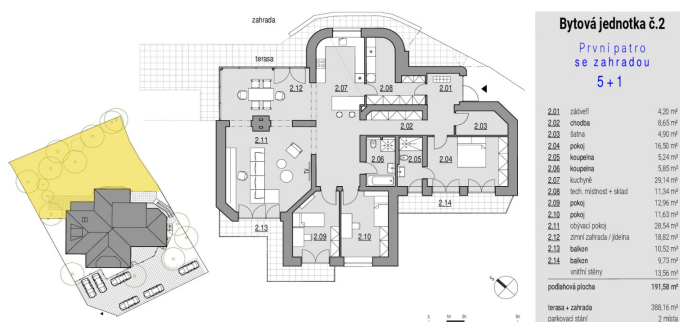 zahrada
terasa
2.12
2.07
2.08
2.01
2.02
2.03
2.11
TV
2.06
2.05
2.04
2.14
2.13
2.09
2.10
Bytová jednotka č.2
První patro
se zahradou
5+1
2.01 zádveří 4,20 m²
2.02 chodba 8,65 m²
2.03 šatna 4,90 m²
2.04 pokoj 16,50 m²
2.05 koupelna 5,24 m²
2.06 koupelna 5,85 m²
2.07 kuchyně 29,14 m²
2.08 tech. místnost + sklad 11,34 m²
2.09 pokoj 12,96 m²
2.10 pokoj 11,63 m²
2.11 obývací pokoj 28,54 m²
2.12 zimní zahrada / jídelna 18,82 m²
2.13 balkon 10,52 m²
2.14 balkon 9,73 m²
vnitřní stěny 13,56 m²
podlahová plocha 191,58 m²
terasa + zahrada 388,16 m²
parkovací stání 2 místa